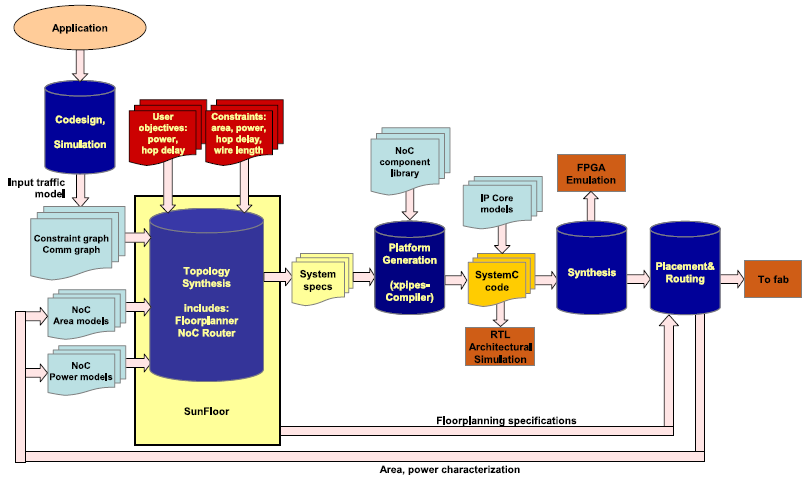 Application
Codesign,
Simulation
User
objectives:
power,
hop delay
Constraints:
area, power,
hop delay,
wire length
Input traffic
model
Constraint graph
Comm graph
NoC
Area models
NoC
Power models
Topology
Synthesis
includes:
Floorplanner
NoC Router
SunFloor
System
specs
NoC
component
library
Platform
Generation
(xpipes-
Compiler)
IP Core
models
SystemC
code
RTL
Architectural
Simulation
FPGA
Emulation
Synthesis
Placement&
Routing
To fab
Floorplanning specifications
Area, power characterization